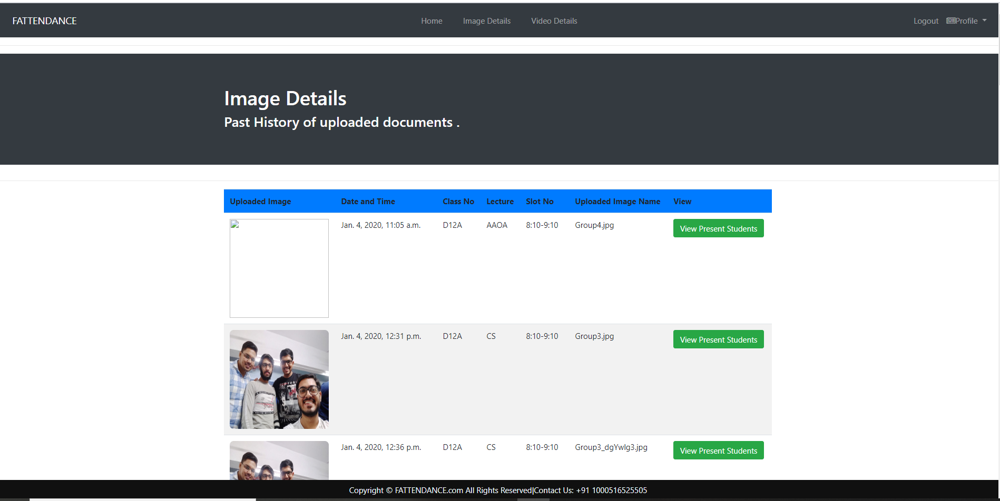 FATTENDANCE Home Image Details Video Details Logout Profile
Image Details
Past History of uploaded documents .
Uploaded Image Date and Time Class No Lecture Slot No Uploaded Image Name View
Jan. 4, 2020, 11:05 a.m. D12A AAOA 8:10-9:10 Group4.jpg View Present Students
Jan. 4, 2020, 12:31 p.m. D12A CS 8:10-9:10 Group3.jpg View Present Students
NEW YORK
Jan. 4, 2020, 12:36 p.m. D12A CS 8:10-9:10 Group3_dgYwIg3.jpg View Present Students
Copyright © FATTENDANCE.com All Rights Reserved|Contact Us: +91 1000516525505